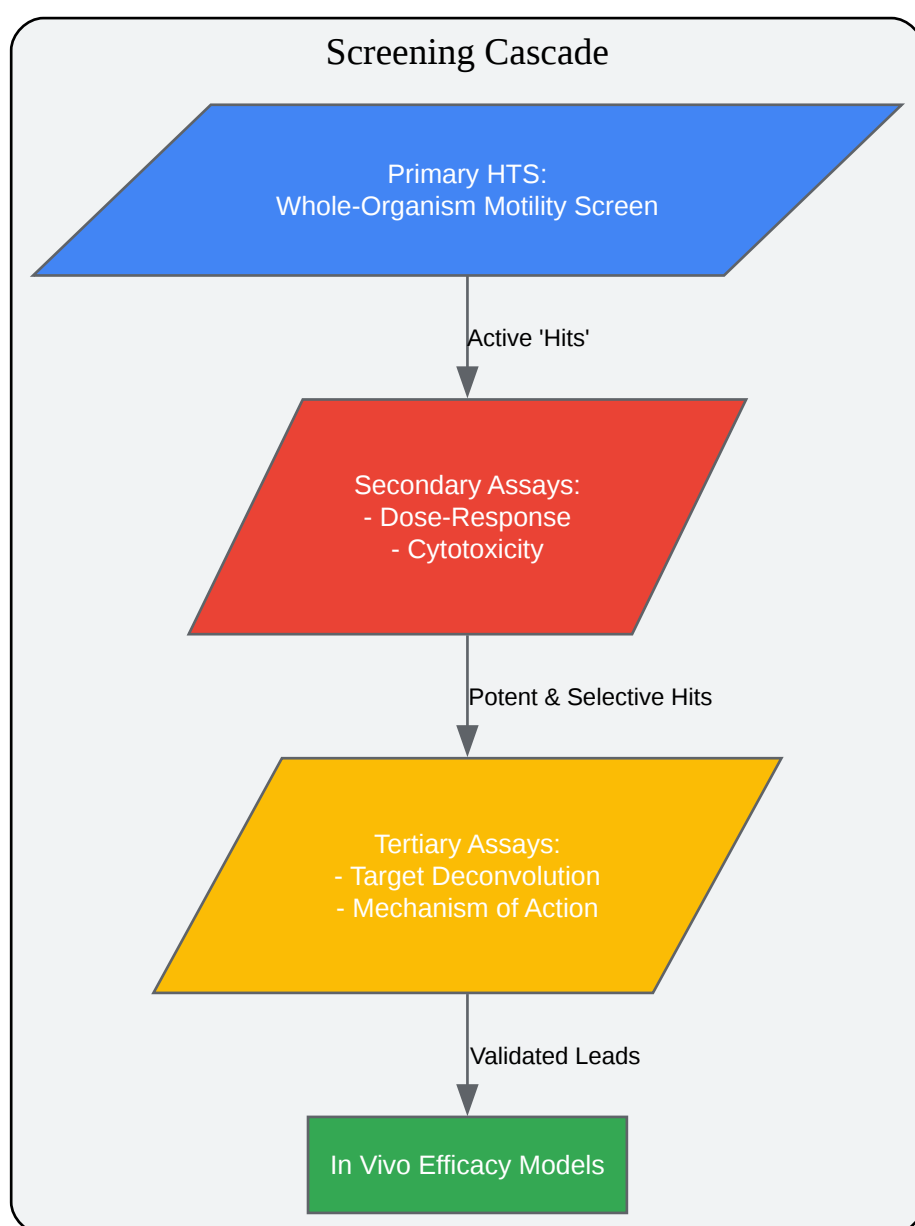 Screening Cascade
Primary HTS:
Whole-Organism Motility Screen
Active 'Hits'
Secondary Assays:
- Dose-Response
- Cytotoxicity
Potent & Selective Hits
Tertiary Assays:
- Target Deconvolution
- Mechanism of Action
Validated Leads
In Vivo Efficacy Models